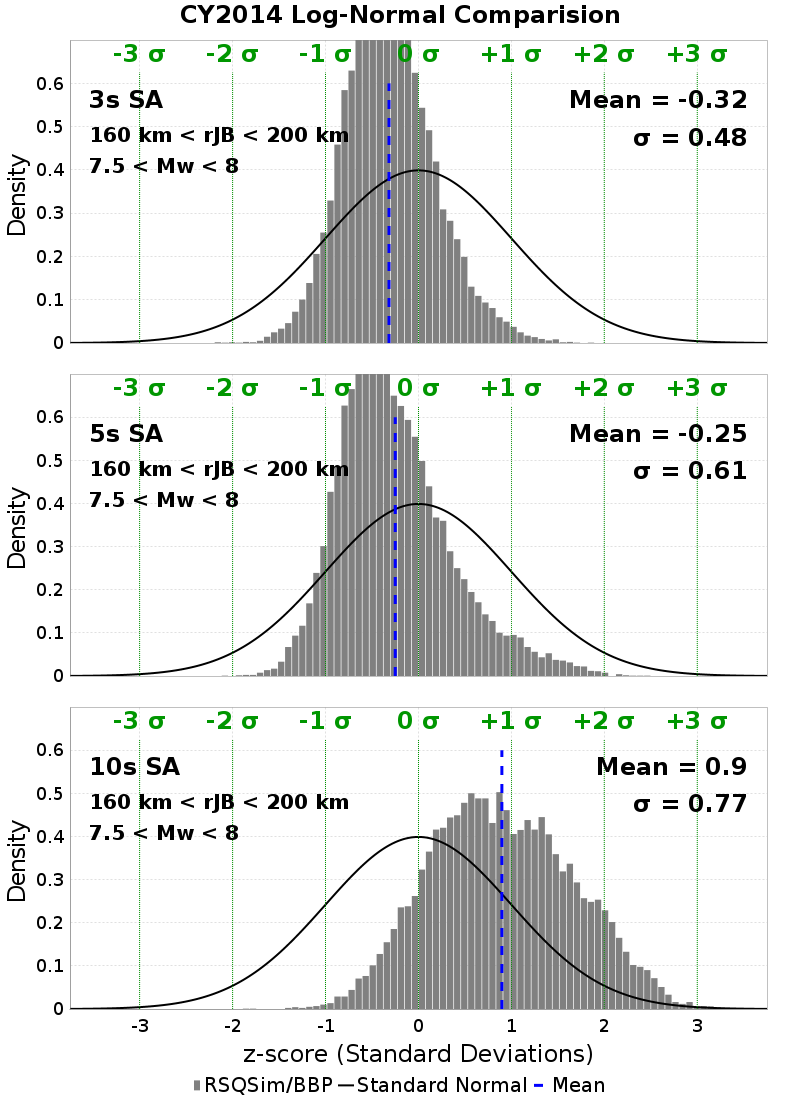 CY2014 Log-Normal Comparision
-3 σ -2 σ -1 σ 0 σ +1 σ +2 σ +3 σ
0.6
3s SA Mean = -0.32
0.5
160 km < rJB < 200 km σ = 0.48
7.5 < Mw < 8
0.4
0.3
0.2
0.1
0
Density
-3 σ -2 σ -1 σ 0 σ +1 σ +2 σ +3 σ
0.6
5s SA Mean = -0.25
0.5
160 km < rJB < 200 km σ = 0.61
7.5 < Mw < 8
0.4
0.3
0.2
0.1
0
Density
-3 σ -2 σ -1 σ 0 σ +1 σ +2 σ +3 σ
0.6
10s SA Mean = 0.9
0.5
160 km < rJB < 200 km σ = 0.77
7.5 < Mw < 8
0.4
0.3
0.2
0.1
0
Density
-3 -2 -1 0 1 2 3
z-score (Standard Deviations)
RSQSim/BBP Standard Normal Mean